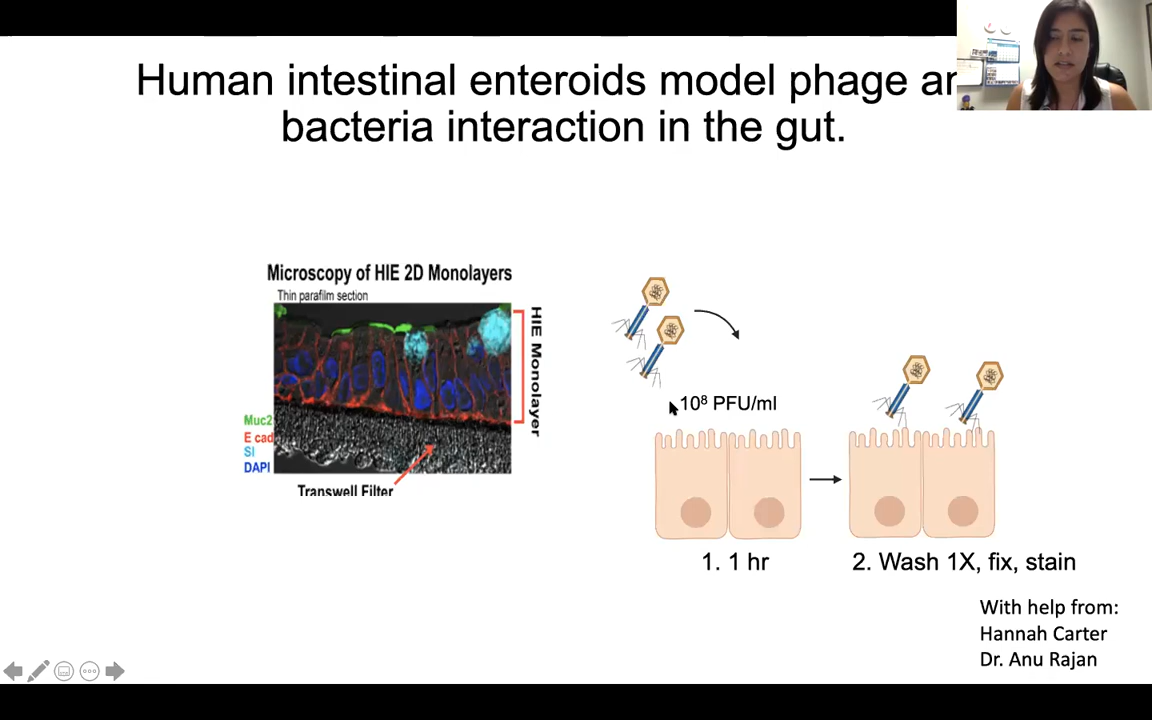 Human intestinal enteroids model phage an
bacteria interaction in the gut.
Microscopy of HIE 2D Monolayers
Thin parafilm section
HIE Monolayer
Muc2
E cad
SI
DAPI
Transwell Filter
10⁸ PFU/ml
1. 1 hr
2. Wash 1X, fix, stain
With help from:
Hannah Carter
Dr. Anu Rajan